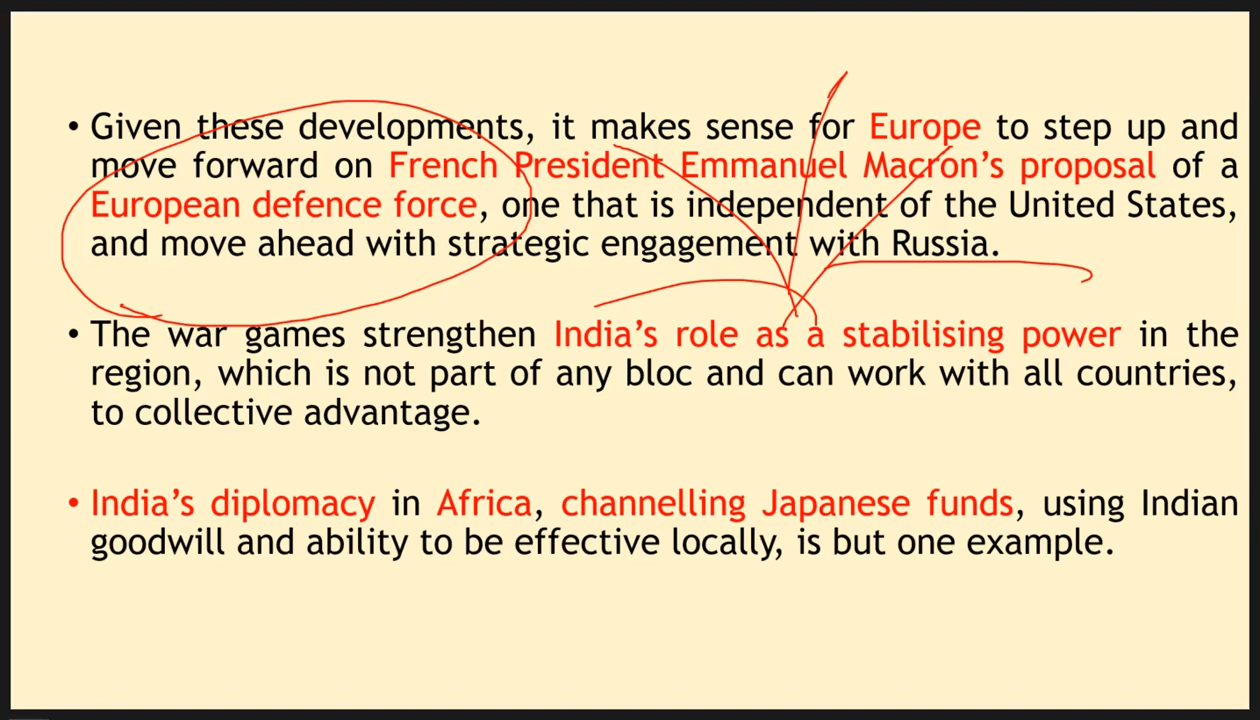 • Given these developments, it makes sense for Europe to step up and
move forward on French President Emmanuel Macron’s proposal of a
European defence force, one that is independent of the United States,
and move ahead with strategic engagement with Russia.
• The war games strengthen India’s role as a stabilising power in the
region, which is not part of any bloc and can work with all countries,
to collective advantage.
• India’s diplomacy in Africa, channelling Japanese funds, using Indian
goodwill and ability to be effective locally, is but one example.